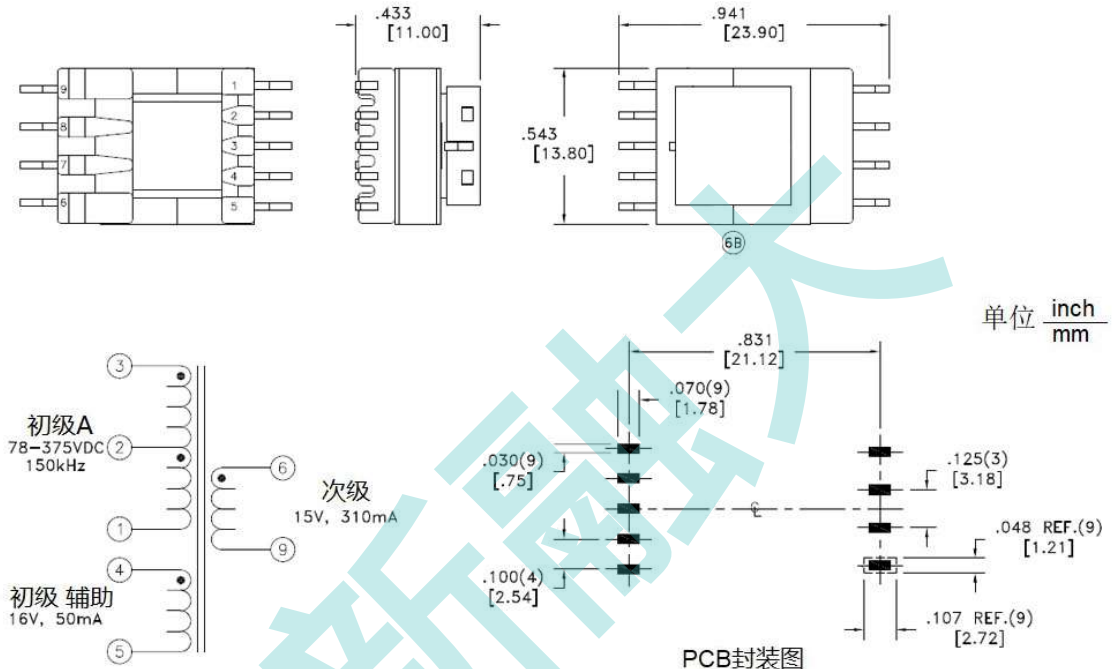 .433
[11.00]
.941
[23.90]
9
8
7
6
1
2
3
4
5
.543
[13.80]
6B
单位 inch
mm
3
初级A
78-375VDC
150kHz
2
1
4
初级 辅助
16V, 50mA
5
6
次级
15V, 310mA
9
.831
[21.12]
.070(9)
[1.78]
.030(9)
[.75]
.100(4)
[2.54]
.125(3)
[3.18]
.048 REF.(9)
[1.21]
.107 REF.(9)
[2.72]
℄
PCB封装图
大新融